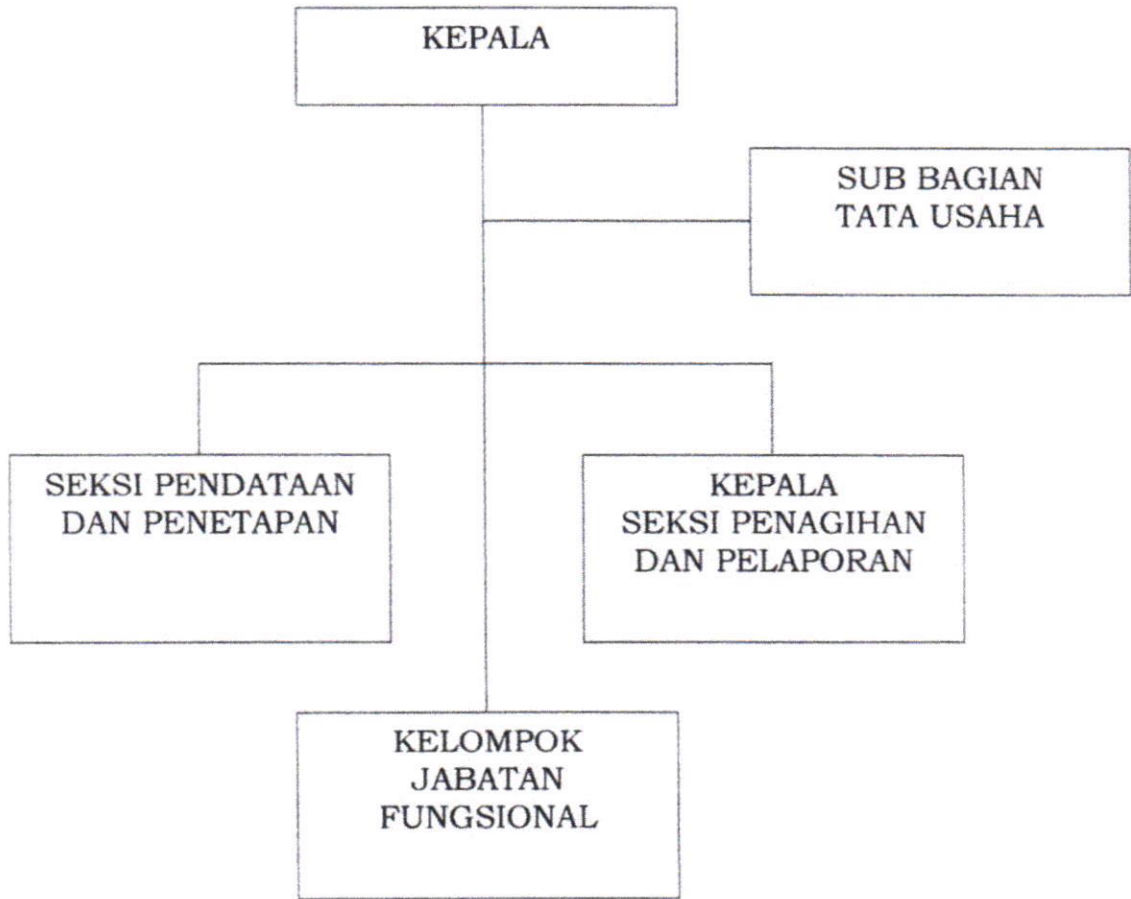 KEPALA
SUB BAGIAN
TATA USAHA
SEKSI PENDATAAN
DAN PENETAPAN
KEPALA
SEKSI PENAGIHAN
DAN PELAPORAN
KELOMPOK
JABATAN
FUNGSIONAL